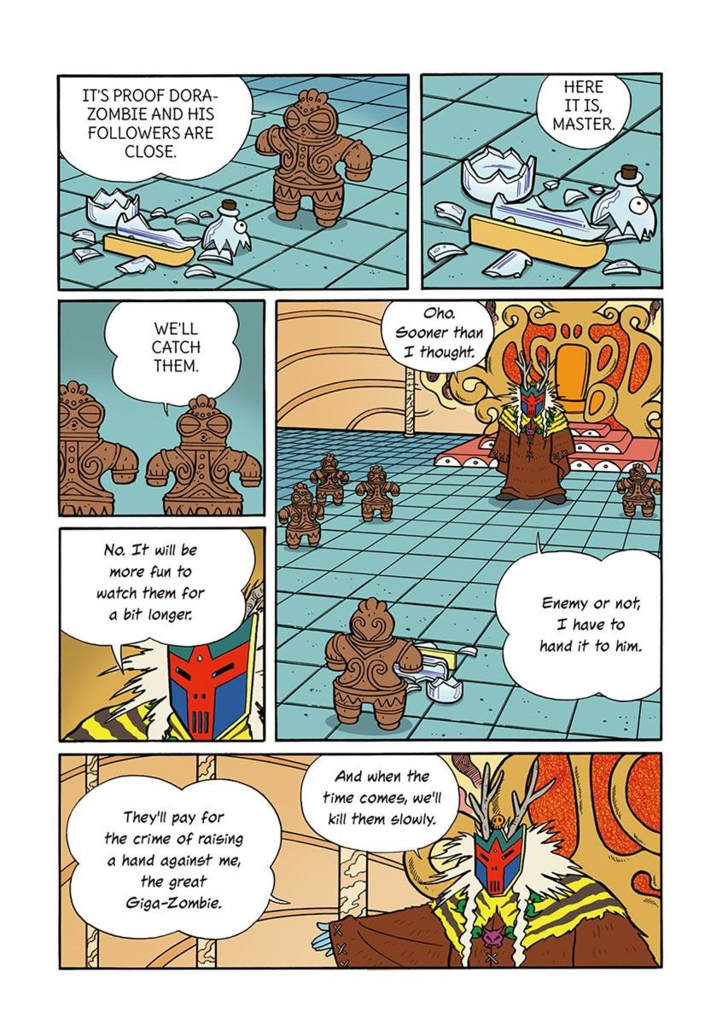 HERE
IT IS,
MASTER.
IT'S PROOF DORA-
ZOMBIE AND HIS
FOLLOWERS ARE
CLOSE.
Oho.
Sooner than
I thought.
Enemy or not,
I have to
hand it to him.
WE'LL
CATCH
THEM.
No. It will be
more fun to
watch them for
a bit longer.
And when the
time comes, we'll
kill them slowly.
They'll pay for
the crime of raising
a hand against me,
the great
Giga-Zombie.